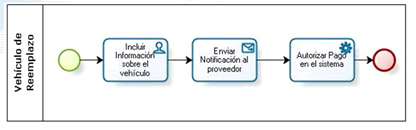 Vehículo de
Reemplazo
Incluir
Información
sobre el
vehículo
Enviar
Notificación al
proveedor
Autorizar Pago
en el sistema